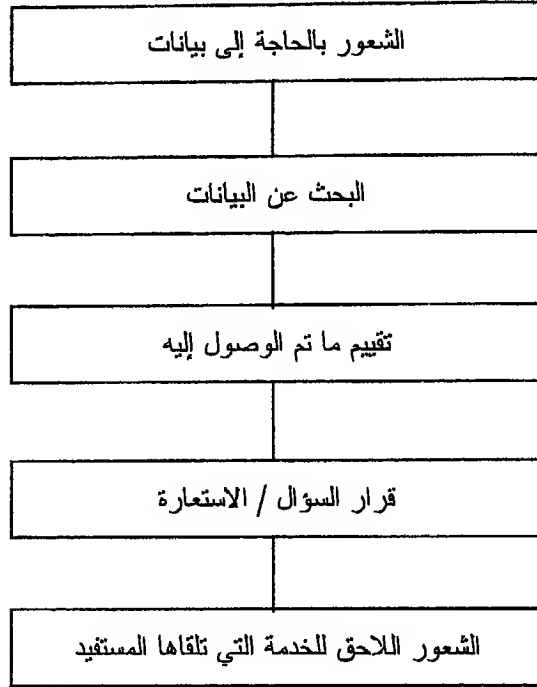 الشعور بالحاجة إلى بيانات
البحث عن البيانات
تقييم ما تم الوصول إليه
قرار السؤال / الاستعارة
الشعور اللاحق للخدمة التي تلقاها المستفيد